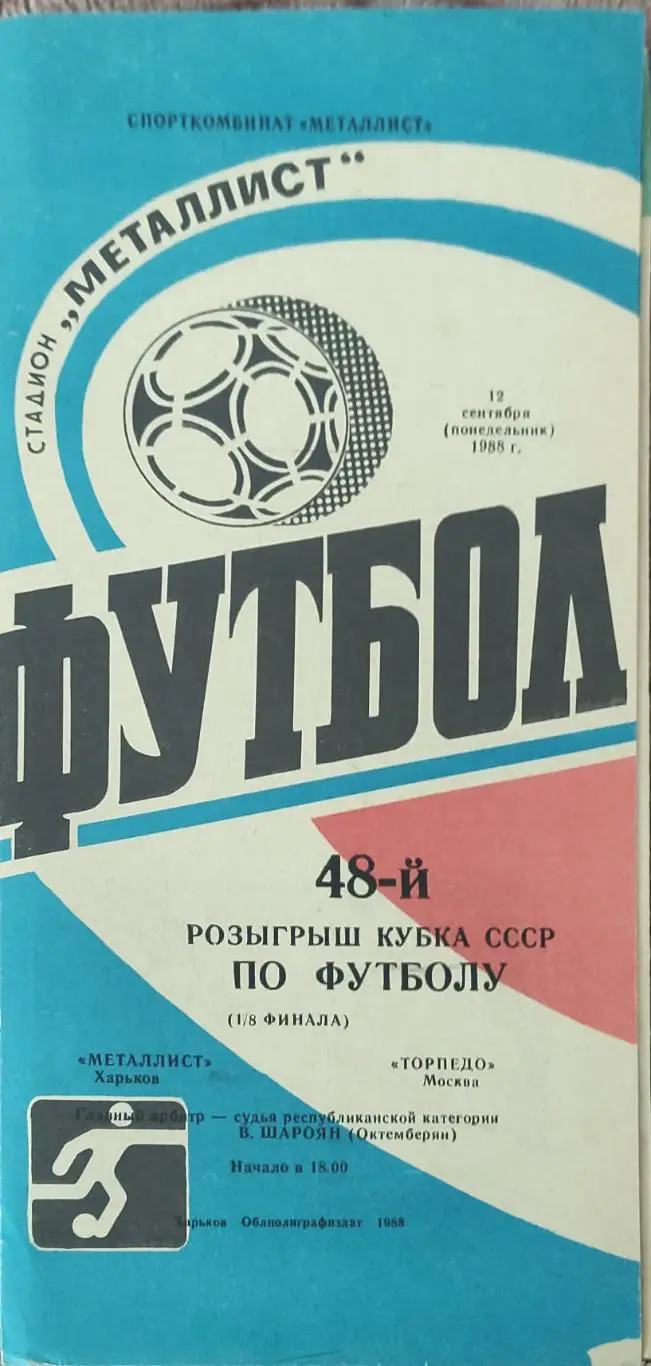 СПОРТКОМБИНАТ «МЕТАЛЛИСТ»
СТАДИОН „МЕТАЛЛИСТ“
12
сентября
(понедельник)
1988 г.
ФУТБОЛ
48-й
РОЗЫГРЫШ КУБКА СССР
ПО ФУТБОЛУ
(1/8 ФИНАЛА)
«МЕТАЛЛИСТ» «ТОРПЕДО»
Харьков Москва
Главный арбитр — судья республиканской категории
В. ШАРОЯН (Октемберян)
Начало в 18.00
Харьков Облполиграфиздат 1988